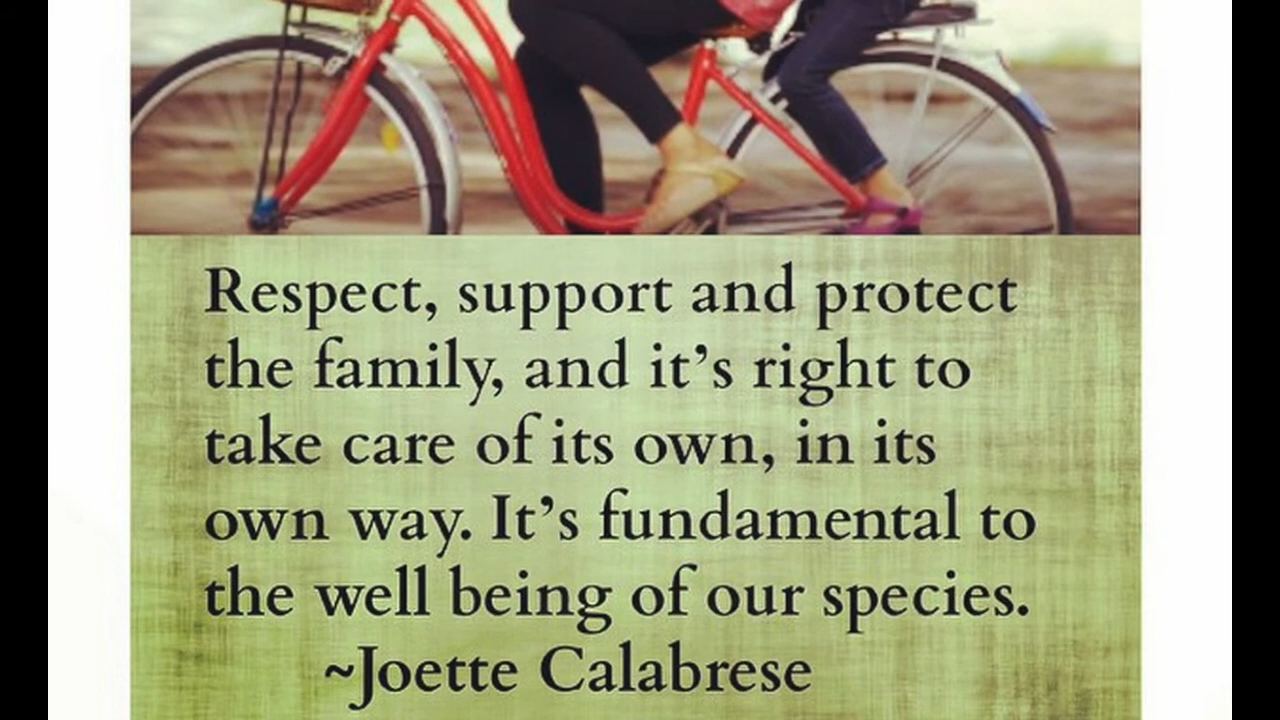 Respect, support and protect
the family, and it’s right to
take care of its own, in its
own way. It’s fundamental to
the well being of our species.
~Joette Calabrese